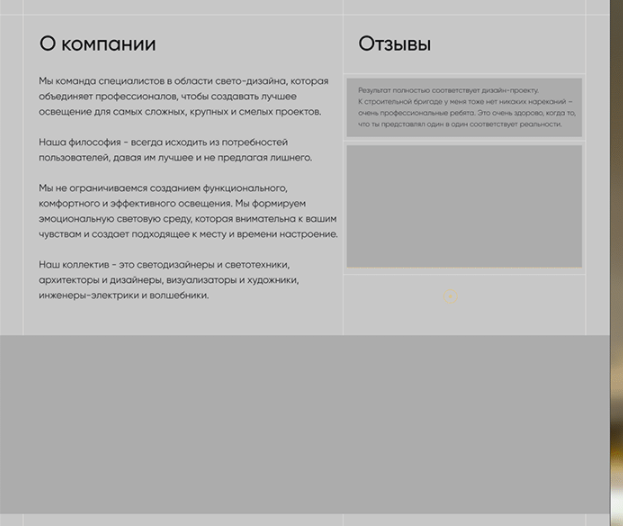 О компании
Мы команда специалистов в области свето-дизайна, которая
объединяет профессионалов, чтобы создавать лучшее
освещение для самых сложных, крупных и смелых проектов.
Наша философия - всегда исходить из потребностей
пользователей, давая им лучшее и не предлагая лишнего.
Мы не ограничиваемся созданием функционального,
комфортного и эффективного освещения. Мы формируем
эмоциональную световую среду, которая внимательна к вашим
чувствам и создает подходящее к месту и времени настроение.
Наш коллектив - это светодизайнеры и светотехники,
архитекторы и дизайнеры, визуализаторы и художники,
инженеры-электрики и волшебники.
Отзывы
Результат полностью соответствует дизайн-проекту.
К строительной бригаде у меня тоже нет никаких нареканий –
очень профессиональные ребята. Это очень здорово, когда то,
что ты представлял один в один соответствует реальности.